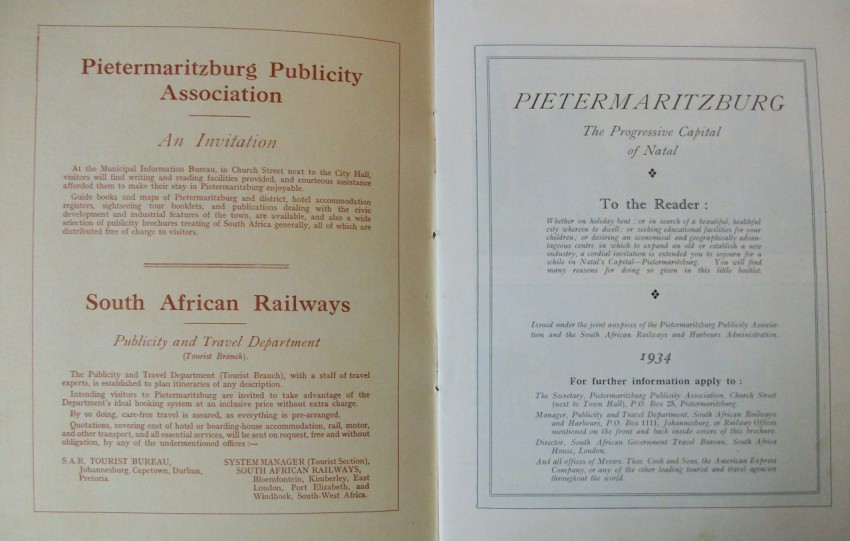 Pietermaritzburg Publicity
Association
An Invitation
At the Municipal Information Bureau, in Church Street next to the City Hall,
visitors will find writing and reading facilities provided, and courteous assistance
afforded them to make their stay in Pietermaritzburg enjoyable.
Guide books and maps of Pietermaritzburg and district, hotel accommodation
registers, sightseeing tour booklets, and publications dealing with the civic
development and industrial features of the town, are available, and also a wide
selection of publicity brochures treating of South Africa generally, all of which are
distributed free of charge to visitors.
South African Railways
Publicity and Travel Department
(Tourist Branch).
The Publicity and Travel Department (Tourist Branch), with a staff of travel
experts, is established to plan itineraries of any description.
Intending visitors to Pietermaritzburg are invited to take advantage of the
Department's ideal booking system at an inclusive price without extra charge.
By so doing, care-free travel is assured, as everything is pre-arranged.
Quotations, covering cost of hotel or boarding-house accommodation, rail, motor,
and other transport, and all essential services, will be sent on request, free and without
obligation, by any of the undermentioned offices :—
S.A.R. TOURIST BUREAU,
Johannesburg, Capetown, Durban,
Pretoria.
SYSTEM MANAGER (Tourist Section),
SOUTH AFRICAN RAILWAYS,
Bloemfontein, Kimberley, East
London, Port Elizabeth, and
Windhoek, South-West Africa.
PIETERMARITZBURG
The Progressive Capital
of Natal
To the Reader :
Whether on holiday bent ; or in search of a beautiful, healthful
city wherein to dwell ; or seeking educational facilities for your
children ; or desiring an economical and geographically advan-
tageous centre in which to expand an old or establish a new
industry, a cordial invitation is extended you to sojourn for a
while in Natal's Capital—Pietermaritzburg. You will find
many reasons for doing so given in this little booklet.
Issued under the joint auspices of the Pietermaritzburg Publicity Associa-
tion and the South African Railways and Harbours Administration.
1934
For further information apply to :
The Secretary, Pietermaritzburg Publicity Association, Church Street
(next to Town Hall), P.O. Box 25, Pietermaritzburg.
Manager, Publicity and Travel Department, South African Railways
and Harbours, P.O. Box 1111, Johannesburg, or Railway Offices
mentioned on the front and back inside covers of this brochure.
Director, South African Government Travel Bureau, South Africa
House, London.
And all offices of Messrs. Thos. Cook and Sons, the American Express
Company, or any of the other leading tourist and travel agencies
throughout the world.